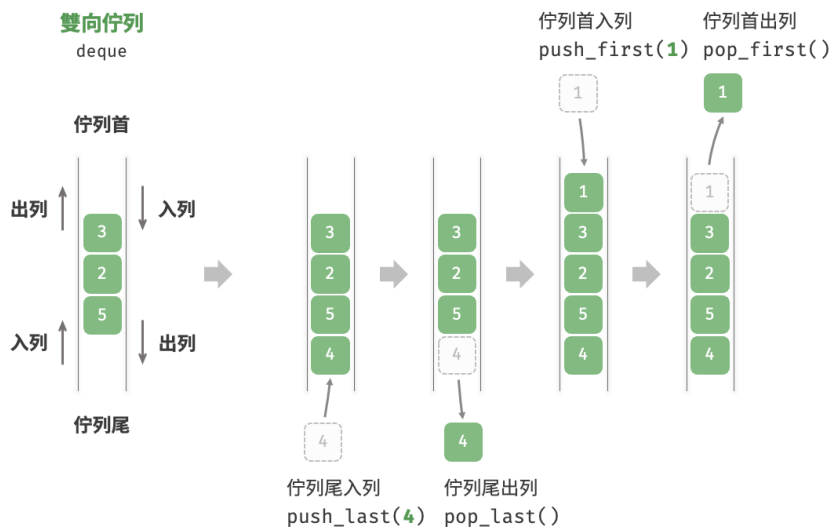 雙向佇列
deque
佇列首
出列
入列
3
2
5
入列
出列
佇列尾
3
2
5
4
4
佇列尾入列
push_last(4)
3
2
5
4
4
佇列尾出列
pop_last()
佇列首入列
push_first(1)
1
1
3
2
5
4
佇列首出列
pop_first()
1
1
3
2
5
4